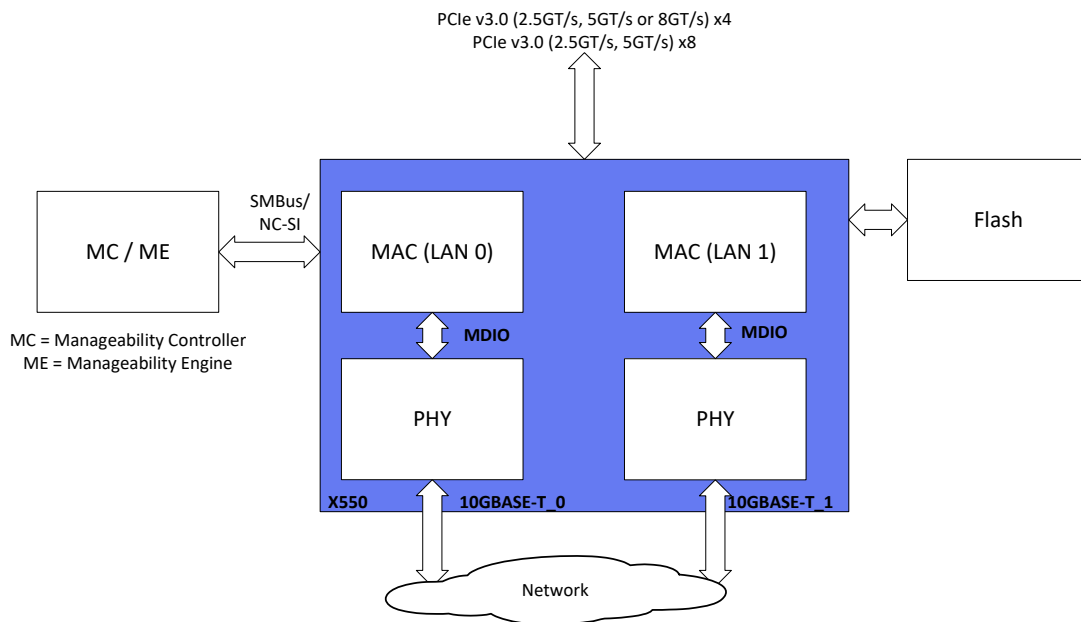 PCIe v3.0 (2.5GT/s, 5GT/s or 8GT/s) x4
PCIe v3.0 (2.5GT/s, 5GT/s) x8
SMBus/
NC-SI
MC / ME
MAC (LAN 0)
MAC (LAN 1)
Flash
MC = Manageability Controller
ME = Manageability Engine
MDIO
MDIO
PHY
PHY
X550
10GBASE-T_0
10GBASE-T_1
Network